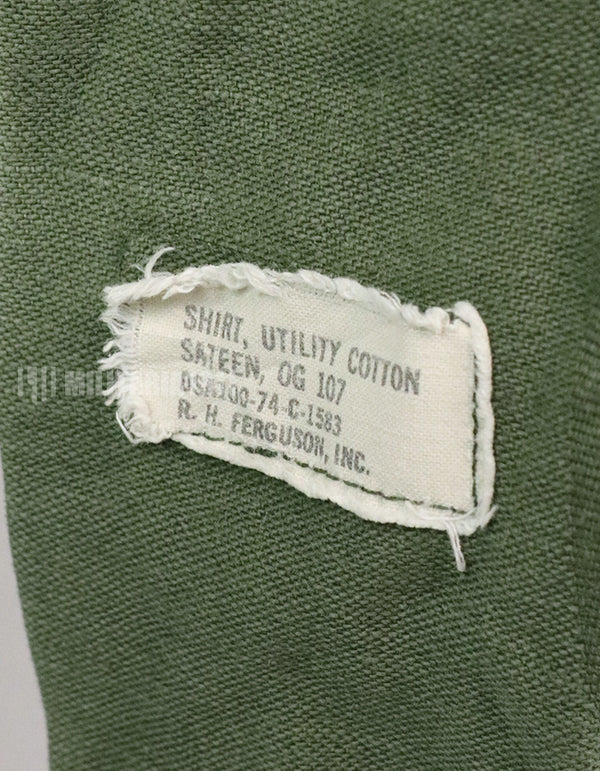 SHIRT, UTILITY COTTON
SATEEN, OG 107
DSA100-74-C-1583
R. H. FERGUSON, INC.